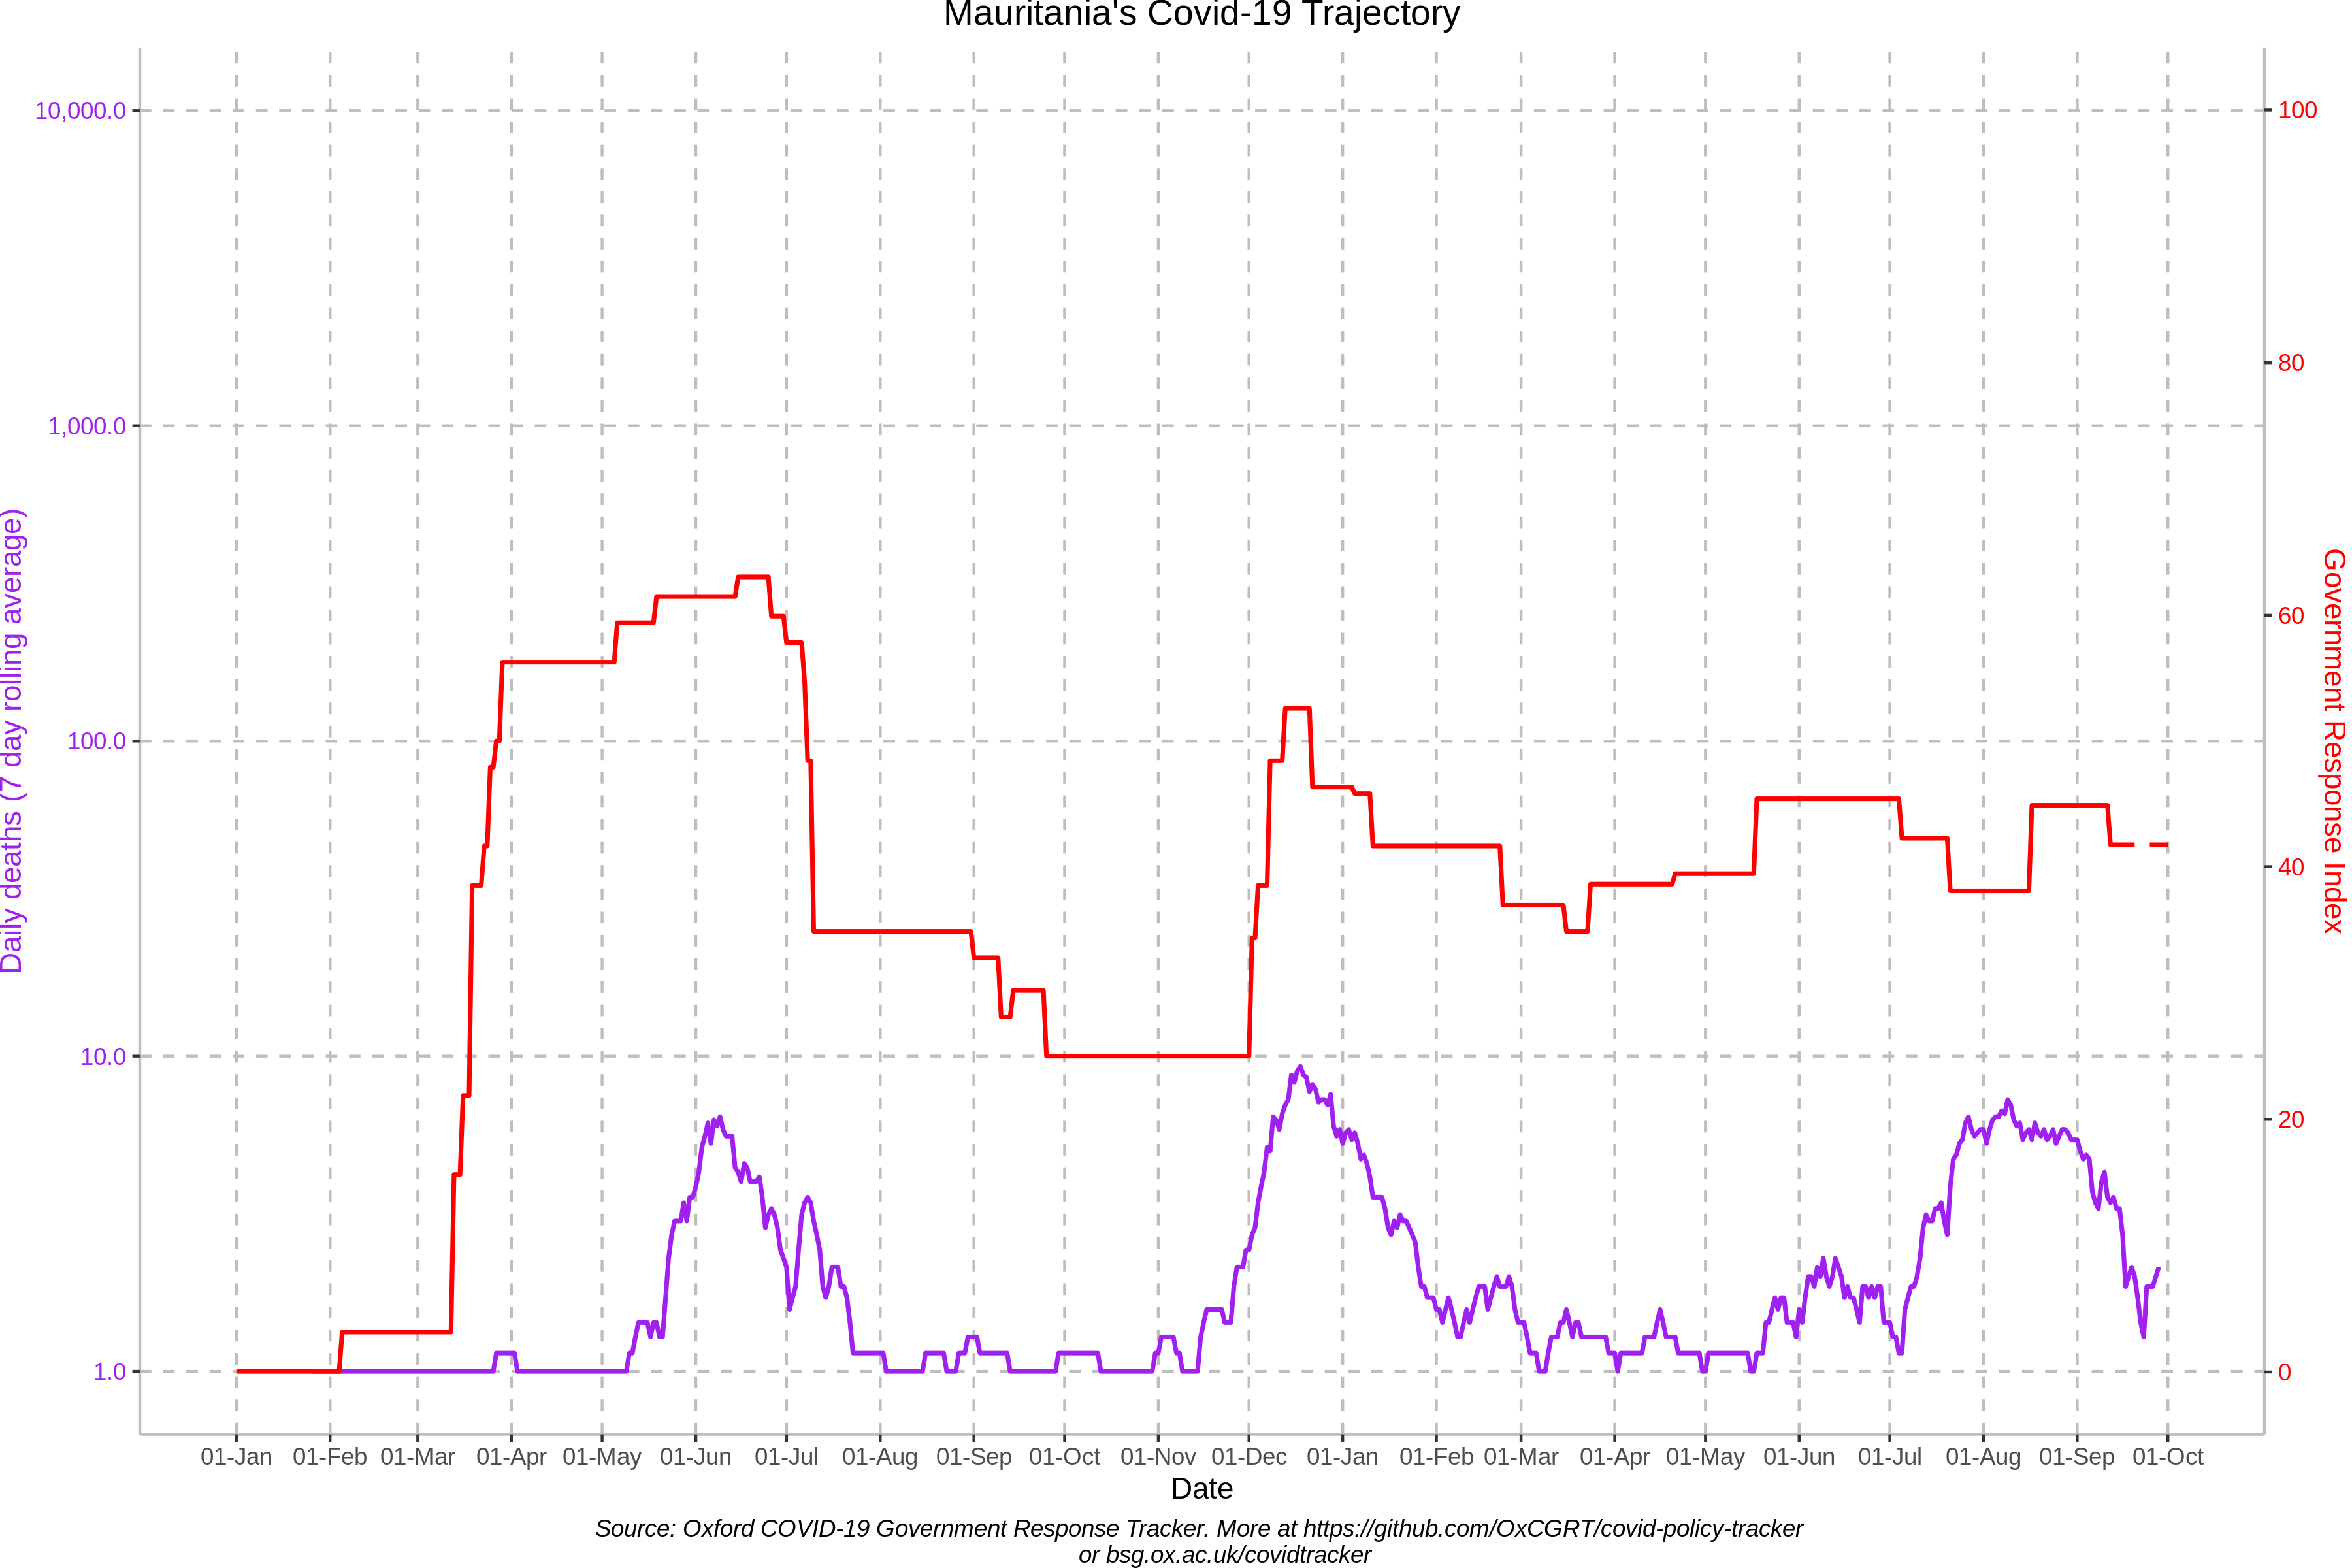 Mauritania's Covid-19 Trajectory
10,000.0
1,000.0
100.0
10.0
1.0
Daily deaths (7 day rolling average)
100
80
60
40
20
0
Government Response Index
01-Jan 01-Feb 01-Mar 01-Apr 01-May 01-Jun 01-Jul 01-Aug 01-Sep 01-Oct 01-Nov 01-Dec 01-Jan 01-Feb 01-Mar 01-Apr 01-May 01-Jun 01-Jul 01-Aug 01-Sep 01-Oct
Date
Source: Oxford COVID-19 Government Response Tracker. More at https://github.com/OxCGRT/covid-policy-tracker
or bsg.ox.ac.uk/covidtracker